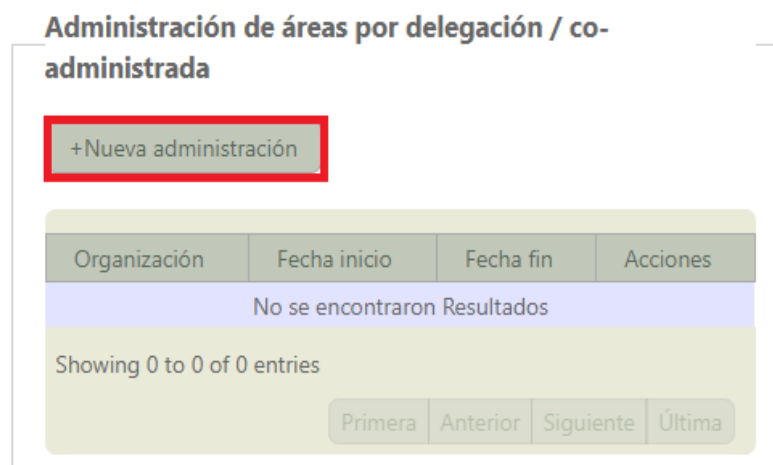 Administración de áreas por delegación / co-
administrada
+Nueva administración
Organización Fecha inicio Fecha fin Acciones
No se encontraron Resultados
Showing 0 to 0 of 0 entries
Primera Anterior Siguiente Última